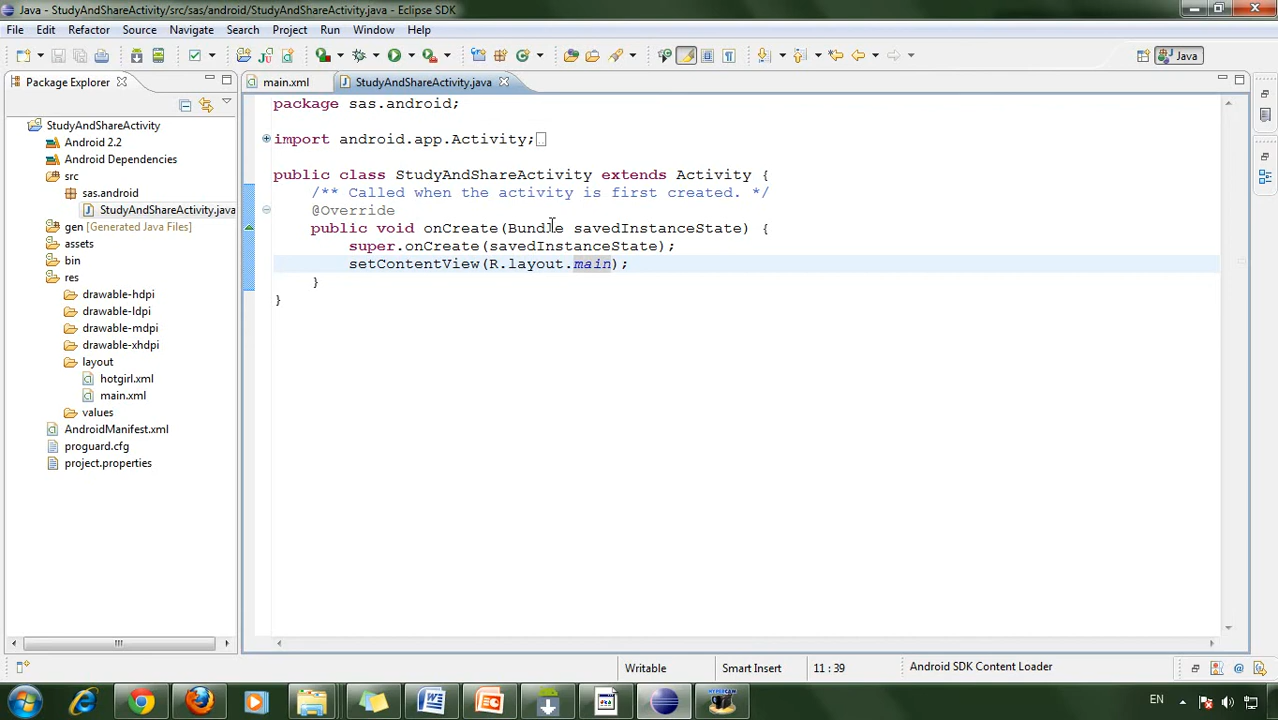 Java - StudyAndShareActivity/src/sas/android/StudyAndShareActivity.java - Eclipse SDK
File Edit Refactor Source Navigate Search Project Run Window Help
Java
Package Explorer
main.xml
StudyAndShareActivity.java
StudyAndShareActivity
Android 2.2
Android Dependencies
src
sas.android
StudyAndShareActivity.java
gen [Generated Java Files]
assets
bin
res
drawable-hdpi
drawable-ldpi
drawable-mdpi
drawable-xhdpi
layout
hotgirl.xml
main.xml
values
AndroidManifest.xml
proguard.cfg
project.properties
package sas.android;
import android.app.Activity;
public class StudyAndShareActivity extends Activity {
/** Called when the activity is first created. */
@Override
public void onCreate(Bundle savedInstanceState) {
super.onCreate(savedInstanceState);
setContentView(R.layout.main);
}
}
Writable
Smart Insert
11 : 39
Android SDK Content Loader
HYPERCAM
EN